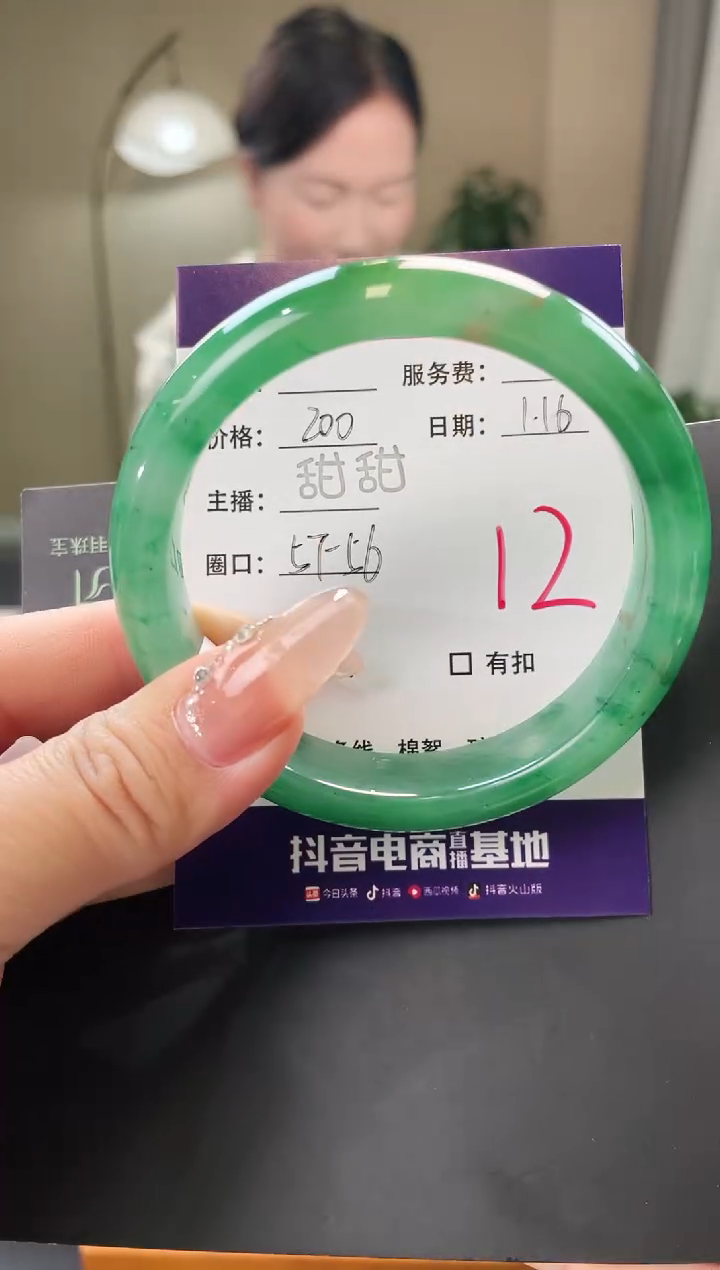 服务费：
价格： 200
日期： 1.16
主播： 甜甜
圈口： 57-56
12
□ 有扣
棉絮
抖音电商直播基地
今日头条 抖音 西瓜视频 抖音火山版